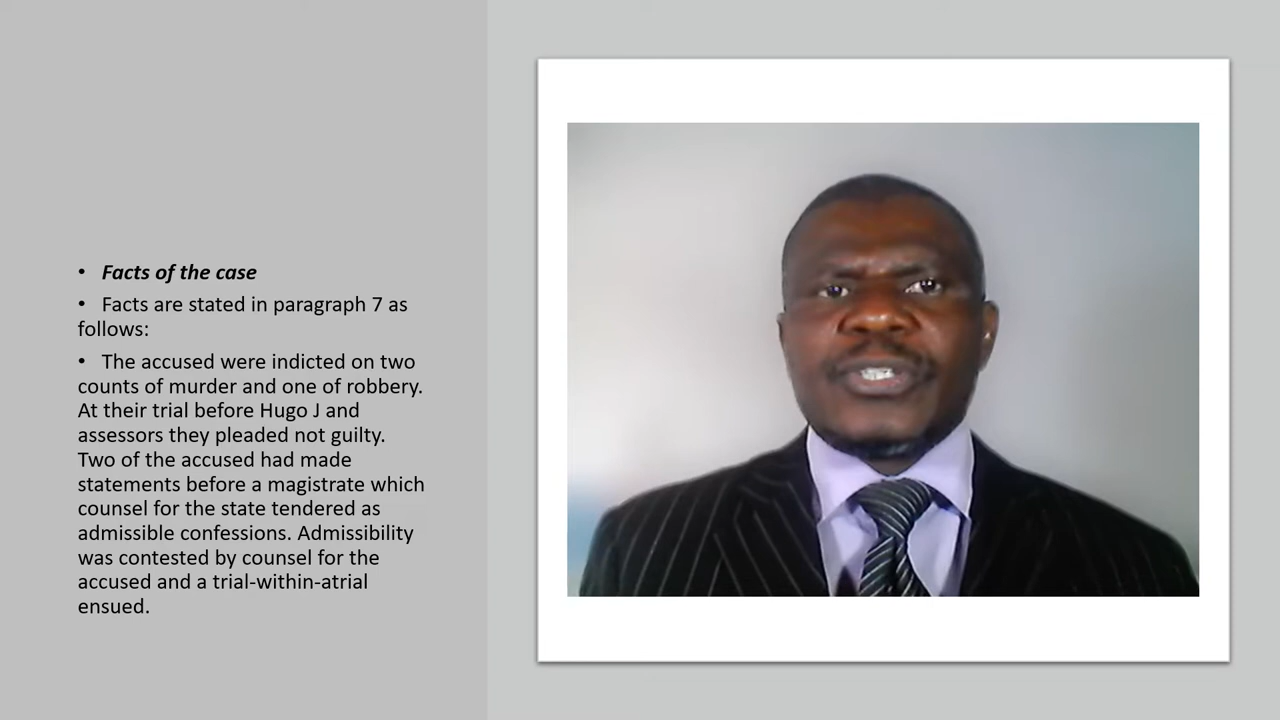 • Facts of the case
• Facts are stated in paragraph 7 as
follows:
• The accused were indicted on two
counts of murder and one of robbery.
At their trial before Hugo J and
assessors they pleaded not guilty.
Two of the accused had made
statements before a magistrate which
counsel for the state tendered as
admissible confessions. Admissibility
was contested by counsel for the
accused and a trial-within-atrial
ensued.